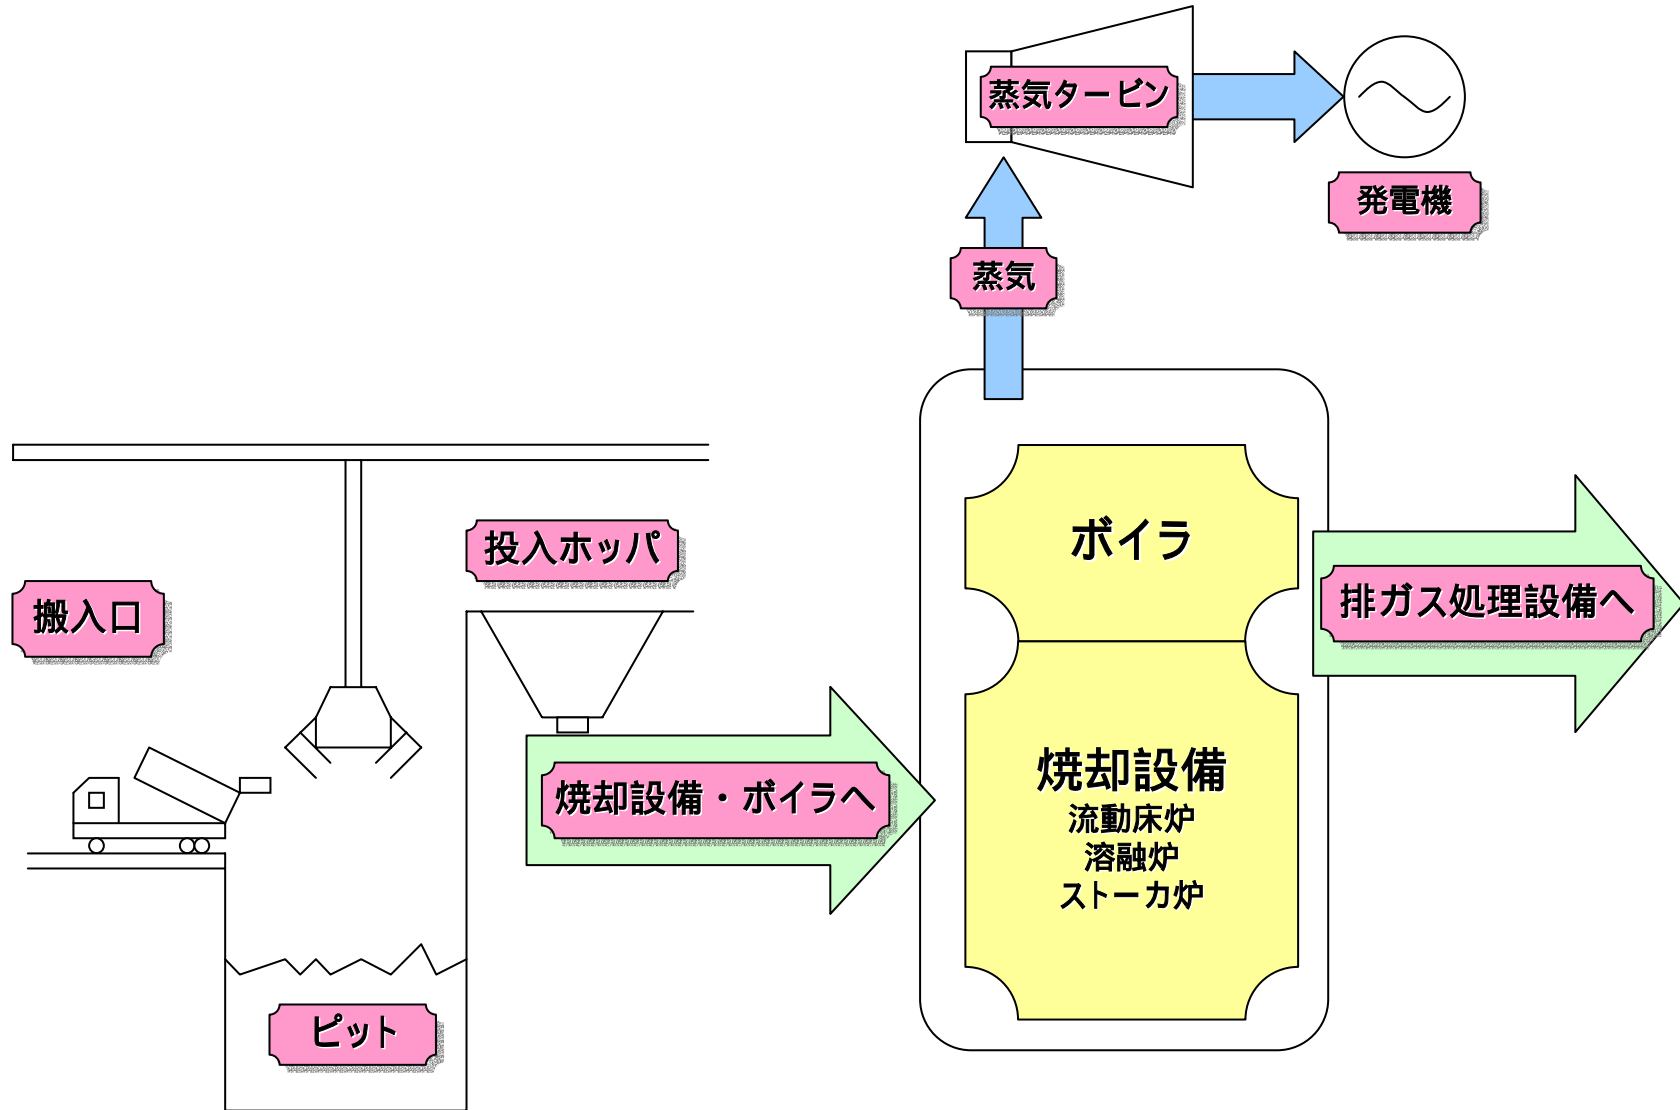 蒸気タービン
発電機
蒸気
投入ホッパ
搬入口
ボイラ
排ガス処理設備へ
焼却設備・ボイラへ
焼却設備
流動床炉
溶融炉
ストーカ炉
ピット